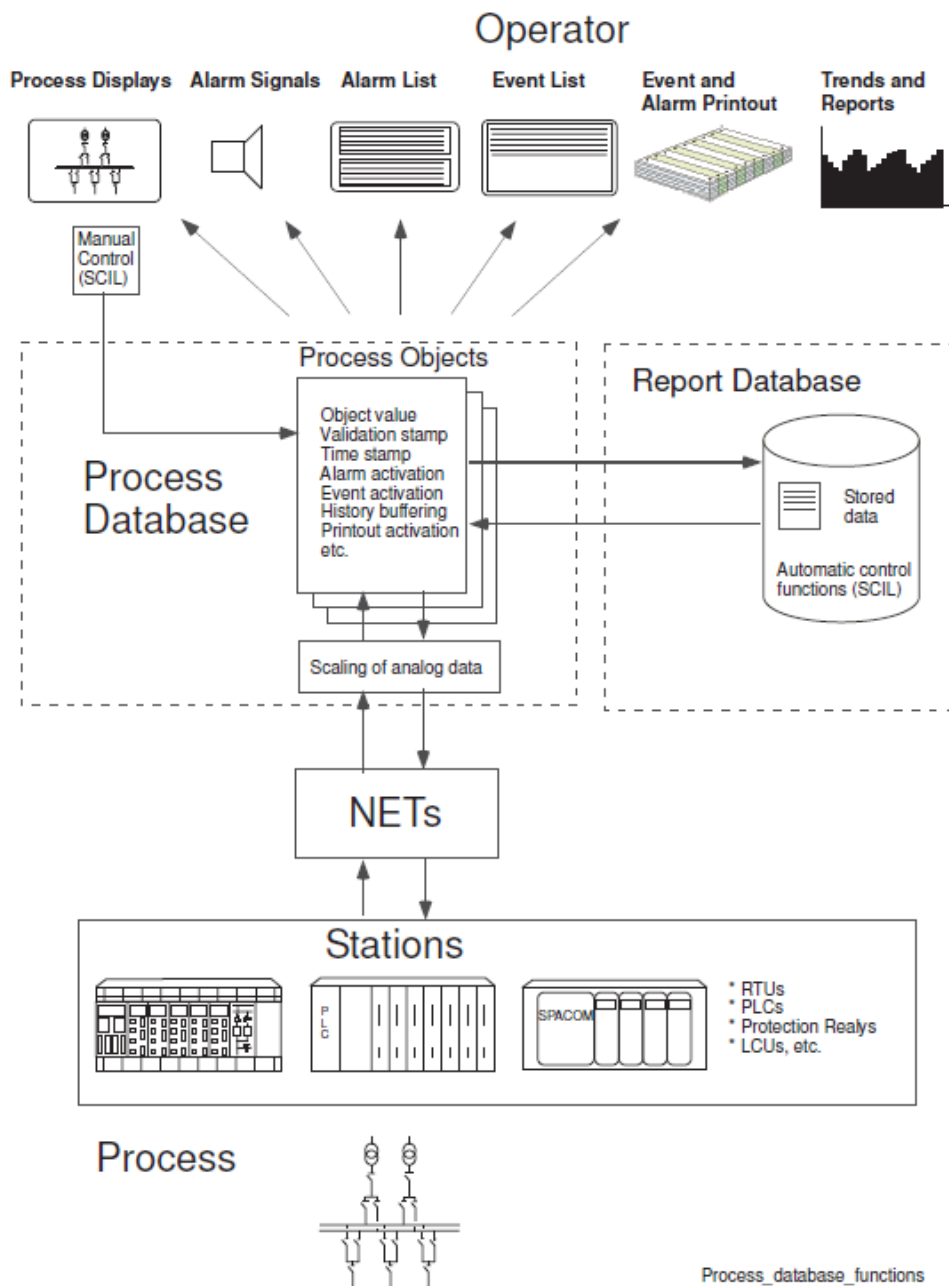 Operator
Process Displays
Alarm Signals
Alarm List
Event List
Event and
Alarm Printout
Trends and
Reports
Manual
Control
(SCIL)
Process Objects
Object value
Validation stamp
Time stamp
Alarm activation
Event activation
History buffering
Printout activation
etc.
Process
Database
Report Database
Stored
data
Automatic control
functions (SCIL)
Scaling of analog data
NETs
Stations
PLC
SPACOM
* RTUs
* PLCs
* Protection Realys
* LCUs, etc.
Process
Process_database_functions